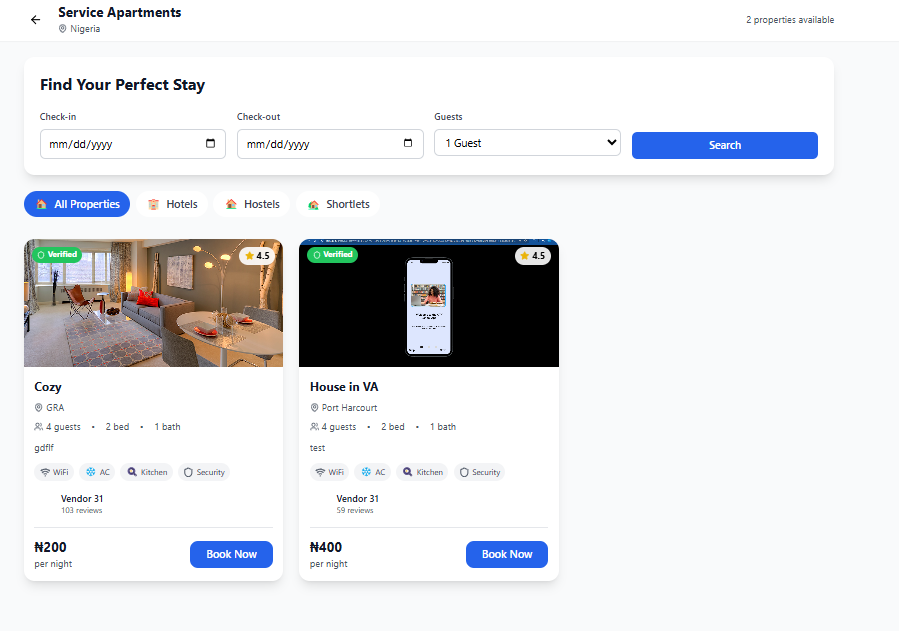 Service Apartments
Nigeria
2 properties available
Find Your Perfect Stay
Check-in
Check-out
Guests
mm/dd/yyyy
mm/dd/yyyy
1 Guest
Search
All Properties
Hotels
Hostels
Shortlets
Verified
4.5
Verified
4.5
Cozy
GRA
4 guests • 2 bed • 1 bath
gdflf
WiFi
AC
Kitchen
Security
Vendor 31
103 reviews
₦200
per night
Book Now
House in VA
Port Harcourt
4 guests • 2 bed • 1 bath
test
WiFi
AC
Kitchen
Security
Vendor 31
59 reviews
₦400
per night
Book Now